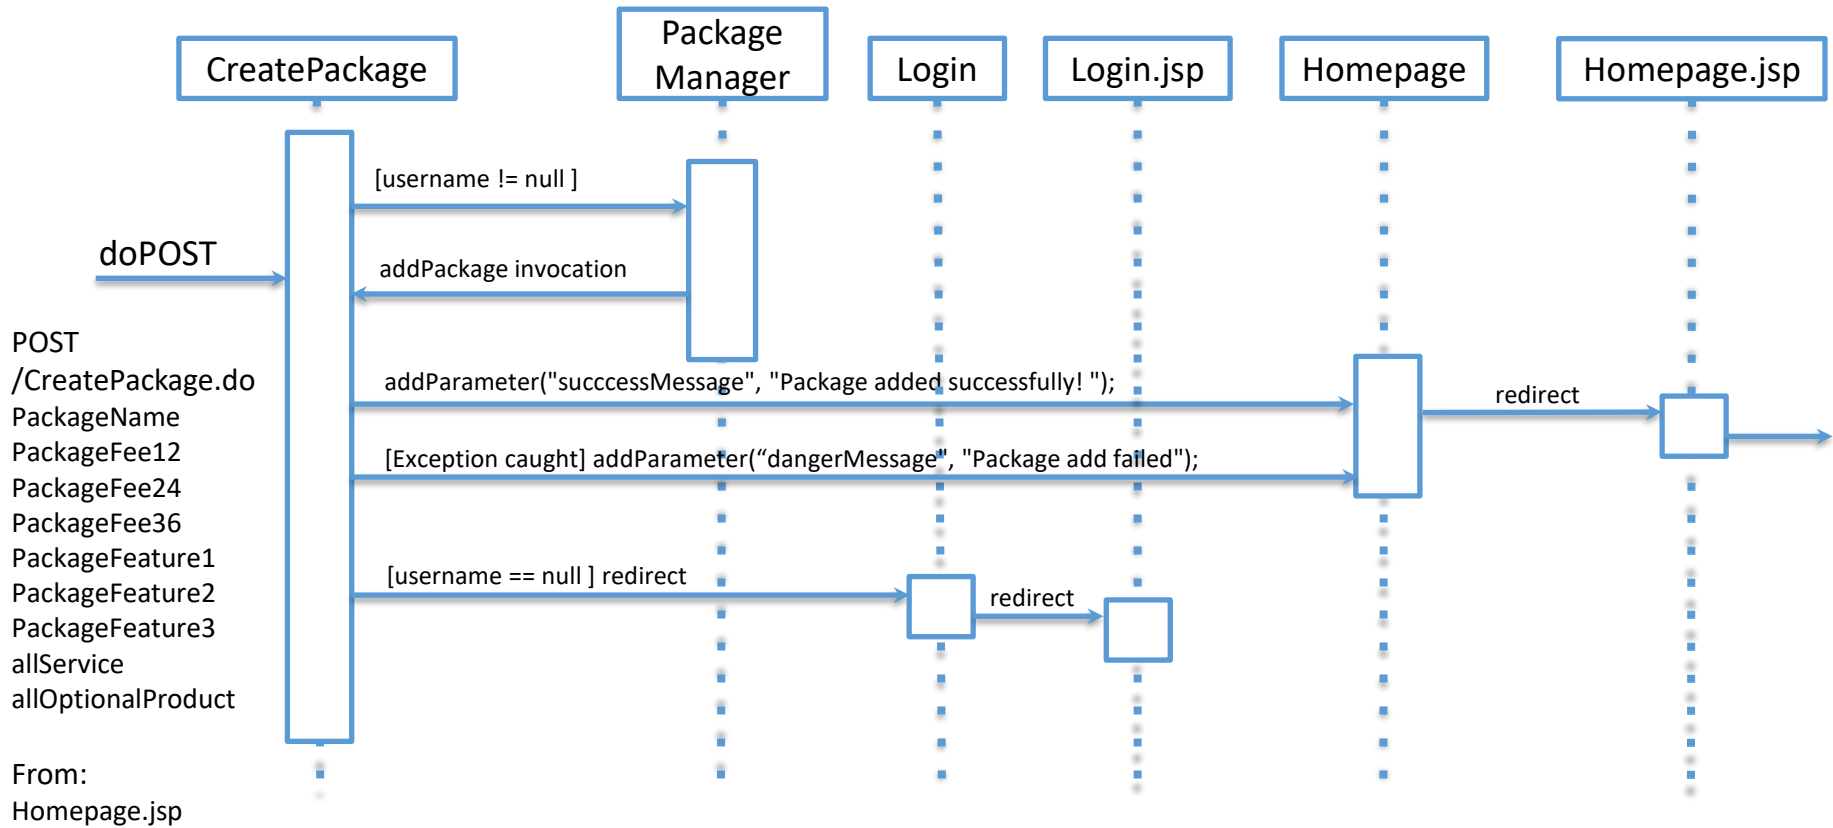 CreatePackage
Package
Manager
Login
Login.jsp
Homepage
Homepage.jsp
[username != null ]
doPOST
addPackage invocation
POST
/CreatePackage.do
PackageName
PackageFee12
PackageFee24
PackageFee36
PackageFeature1
PackageFeature2
PackageFeature3
allService
allOptionalProduct
From:
Homepage.jsp
addParameter("succcessMessage", "Package added successfully! ");
redirect
[Exception caught] addParameter(“dangerMessage", "Package add failed");
[username == null ] redirect
redirect